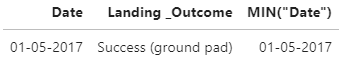 Date Landing _Outcome MIN("Date")
01-05-2017 Success (ground pad) 01-05-2017